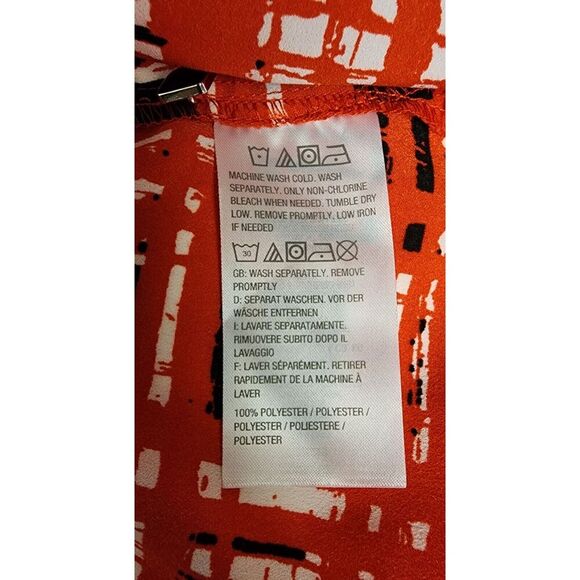 MACHINE WASH COLD. WASH
SEPARATELY. ONLY NON-CHLORINE
BLEACH WHEN NEEDED. TUMBLE DRY
LOW. REMOVE PROMPTLY. LOW IRON
IF NEEDED
30
GB: WASH SEPARATELY. REMOVE
PROMPTLY
D: SEPARAT WASCHEN. VOR DER
WÄSCHE ENTFERNEN
I: LAVARE SEPARATAMENTE.
RIMUOVERE SUBITO DOPO IL
LAVAGGIO
F: LAVER SÉPARÉMENT. RETIRER
RAPIDEMENT DE LA MACHINE À
LAVER
100% POLYESTER / POLYESTER /
POLYESTER / POLIESTERE /
POLYESTER